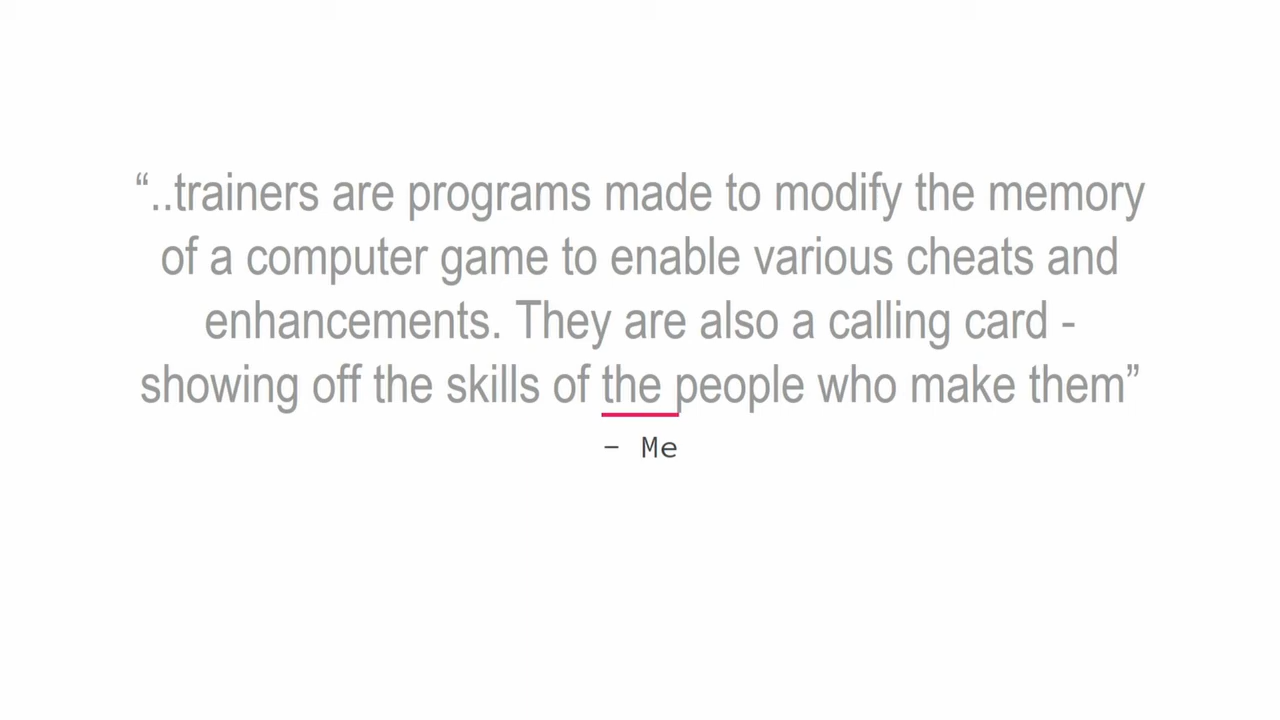 “..trainers are programs made to modify the memory
of a computer game to enable various cheats and
enhancements. They are also a calling card -
showing off the skills of the people who make them”
- Me